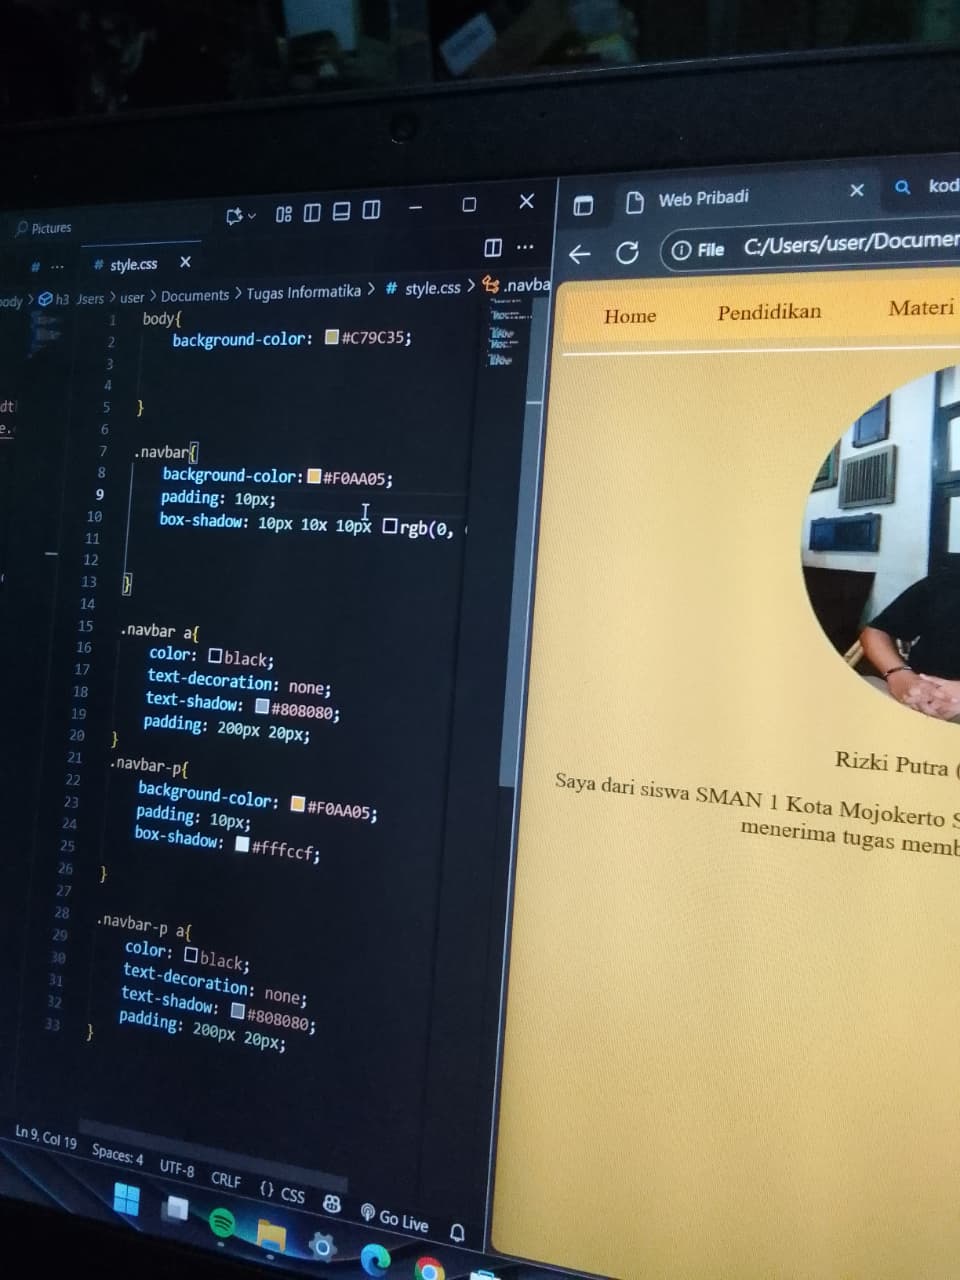 Pictures
style.css
body > h3
Users > user > Documents > Tugas Informatika > # style.css > .navba
1 body{
2 background-color: #C79C35;
3
4
5 }
6
7 .navbar{
8 background-color: #F0AA05;
9 padding: 10px;
10 box-shadow: 10px 10x 10px rgb(0,
11
12
13 }
14
15 .navbar a{
16 color: black;
17 text-decoration: none;
18 text-shadow: #808080;
19 padding: 200px 20px;
20 }
21 .navbar-p{
22 background-color: #F0AA05;
23 padding: 10px;
24 box-shadow: #fffccf;
25
26 }
27
28 .navbar-p a{
29 color: black;
30 text-decoration: none;
31 text-shadow: #808080;
32 padding: 200px 20px;
33 }
Ln 9, Col 19 Spaces: 4 UTF-8 CRLF {} CSS Go Live
Web Pribadi
kod
File C:/Users/user/Documen
Home Pendidikan Materi
Rizki Putra (
Saya dari siswa SMAN 1 Kota Mojokerto S
menerima tugas memb